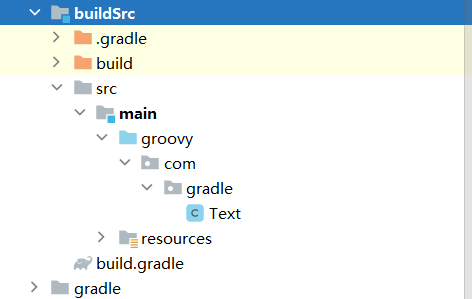 buildSrc
.gradle
build
src
main
groovy
com
gradle
Text
resources
build.gradle
gradle